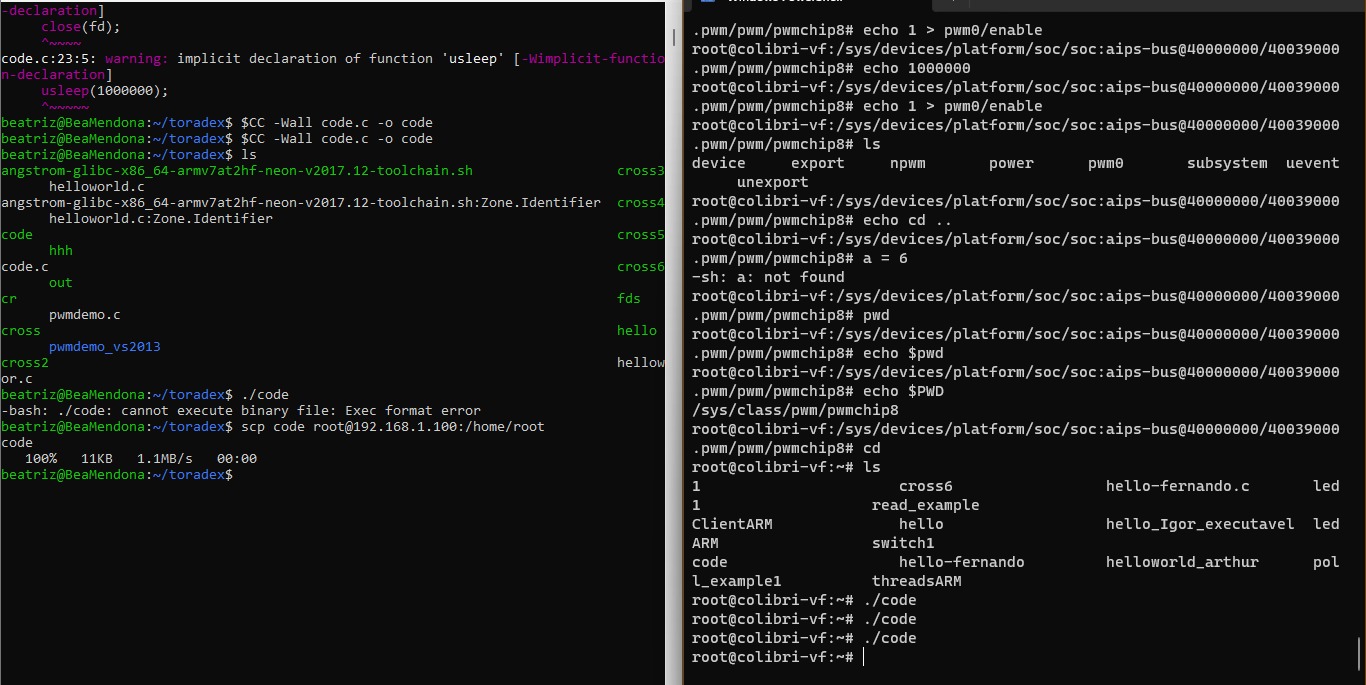 -declaration]
close(fd);
^~~~~
code.c:23:5: warning: implicit declaration of function 'usleep' [-Wimplicit-functio
n-declaration]
usleep(1000000);
^~~~~~
beatriz@BeaMendona:~/toradex$ $CC -Wall code.c -o code
beatriz@BeaMendona:~/toradex$ $CC -Wall code.c -o code
beatriz@BeaMendona:~/toradex$ ls
angstrom-glibc-x86_64-armv7at2hf-neon-v2017.12-toolchain.sh cross3
helloworld.c
angstrom-glibc-x86_64-armv7at2hf-neon-v2017.12-toolchain.sh:Zone.Identifier cross4
helloworld.c:Zone.Identifier
code cross5
hhh
code.c cross6
out
cr fds
pwmdemo.c
cross hello
pwmdemo_vs2013
cross2 hellow
or.c
beatriz@BeaMendona:~/toradex$ ./code
-bash: ./code: cannot execute binary file: Exec format error
beatriz@BeaMendona:~/toradex$ scp code root@192.168.1.100:/home/root
code
100% 11KB 1.1MB/s 00:00
beatriz@BeaMendona:~/toradex$
.pwm/pwm/pwmchip8# echo 1 > pwm0/enable
root@colibri-vf:/sys/devices/platform/soc/soc:aips-bus@40000000/40039000
.pwm/pwm/pwmchip8# echo 1000000
root@colibri-vf:/sys/devices/platform/soc/soc:aips-bus@40000000/40039000
.pwm/pwm/pwmchip8# echo 1 > pwm0/enable
root@colibri-vf:/sys/devices/platform/soc/soc:aips-bus@40000000/40039000
.pwm/pwm/pwmchip8# ls
device export npwm power pwm0 subsystem uevent
unexport
root@colibri-vf:/sys/devices/platform/soc/soc:aips-bus@40000000/40039000
.pwm/pwm/pwmchip8# echo cd ..
root@colibri-vf:/sys/devices/platform/soc/soc:aips-bus@40000000/40039000
.pwm/pwm/pwmchip8# a = 6
-sh: a: not found
root@colibri-vf:/sys/devices/platform/soc/soc:aips-bus@40000000/40039000
.pwm/pwm/pwmchip8# pwd
root@colibri-vf:/sys/devices/platform/soc/soc:aips-bus@40000000/40039000
.pwm/pwm/pwmchip8# echo $pwd
root@colibri-vf:/sys/devices/platform/soc/soc:aips-bus@40000000/40039000
.pwm/pwm/pwmchip8# echo $PWD
/sys/class/pwm/pwmchip8
root@colibri-vf:/sys/devices/platform/soc/soc:aips-bus@40000000/40039000
.pwm/pwm/pwmchip8# cd
root@colibri-vf:~# ls
1 cross6 hello-fernando.c led
1 read_example
ClientARM hello hello_Igor_executavel led
ARM switch1
code hello-fernando helloworld_arthur pol
l_example1 threadsARM
root@colibri-vf:~# ./code
root@colibri-vf:~# ./code
root@colibri-vf:~# ./code
root@colibri-vf:~#